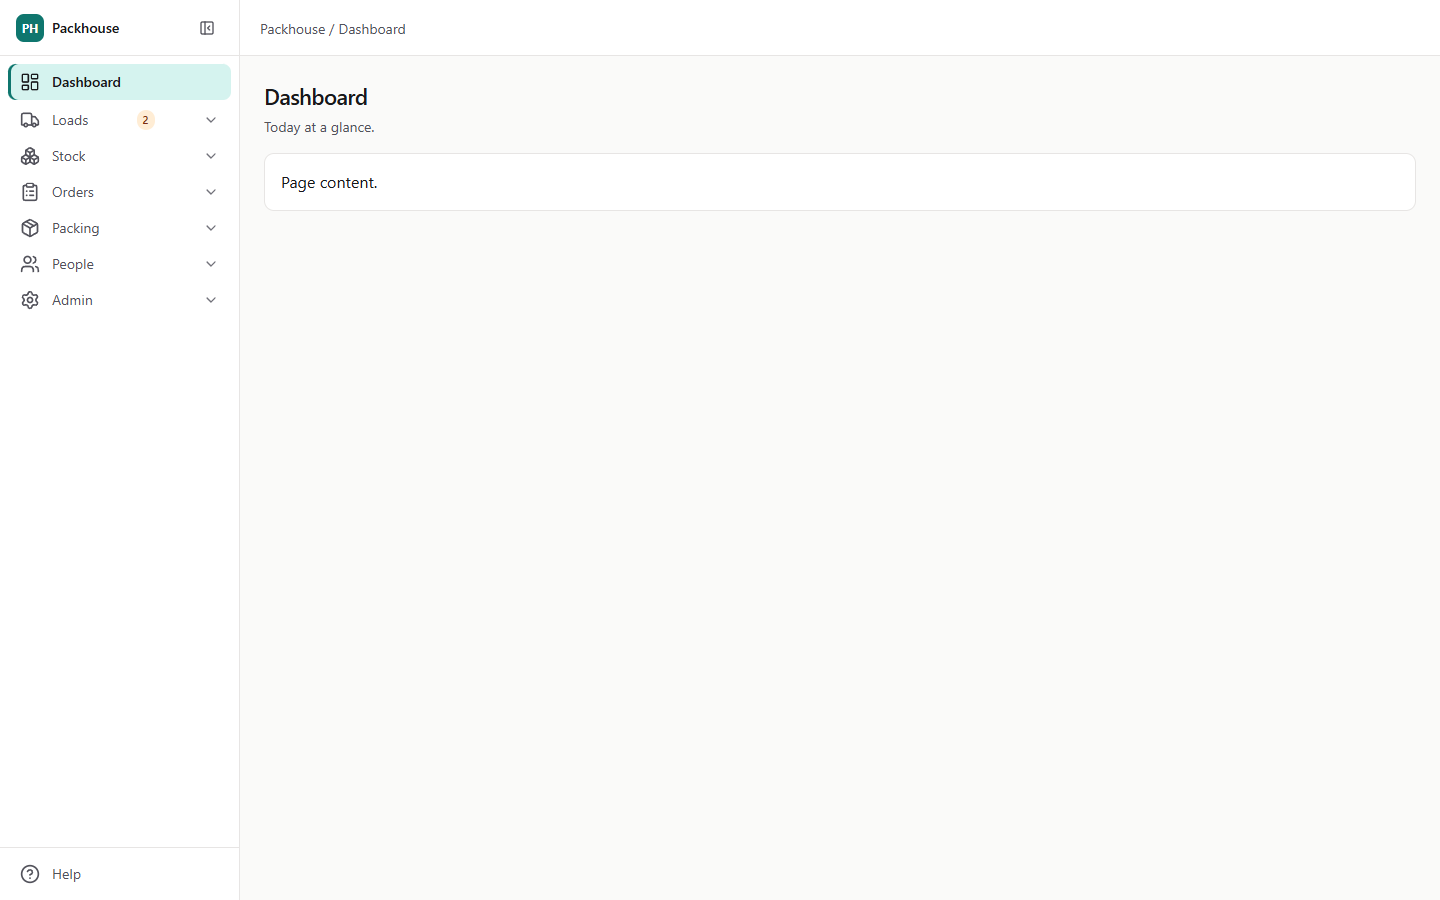 PH Packhouse
Packhouse / Dashboard
Dashboard
Loads 2
Stock
Orders
Packing
People
Admin
Help
Dashboard
Today at a glance.
Page content.